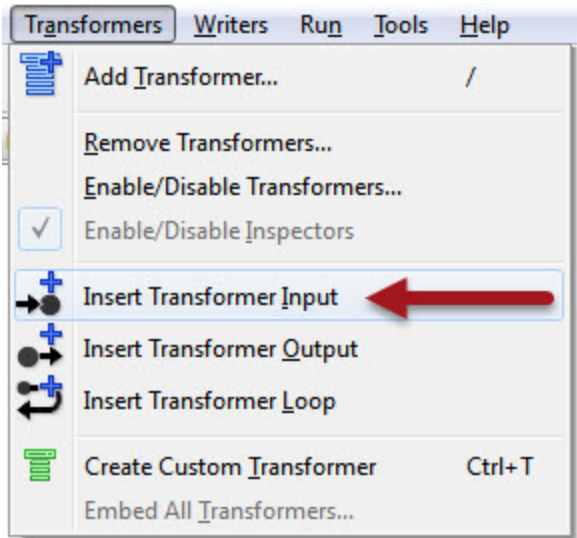 Transformers Writers Run Tools Help
Add Transformer... /
Remove Transformers...
Enable/Disable Transformers...
Enable/Disable Inspectors
Insert Transformer Input
Insert Transformer Output
Insert Transformer Loop
Create Custom Transformer Ctrl+T
Embed All Transformers...